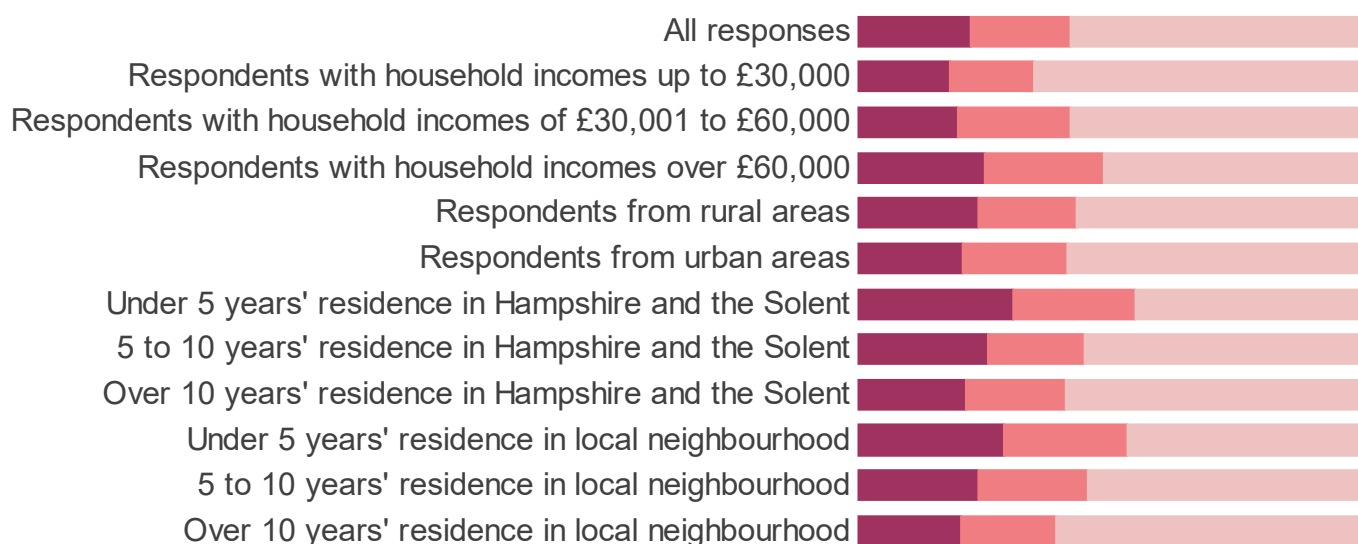 All responses
Respondents with household incomes up to £30,000
Respondents with household incomes of £30,001 to £60,000
Respondents with household incomes over £60,000
Respondents from rural areas
Respondents from urban areas
Under 5 years' residence in Hampshire and the Solent
5 to 10 years' residence in Hampshire and the Solent
Over 10 years' residence in Hampshire and the Solent
Under 5 years' residence in local neighbourhood
5 to 10 years' residence in local neighbourhood
Over 10 years' residence in local neighbourhood